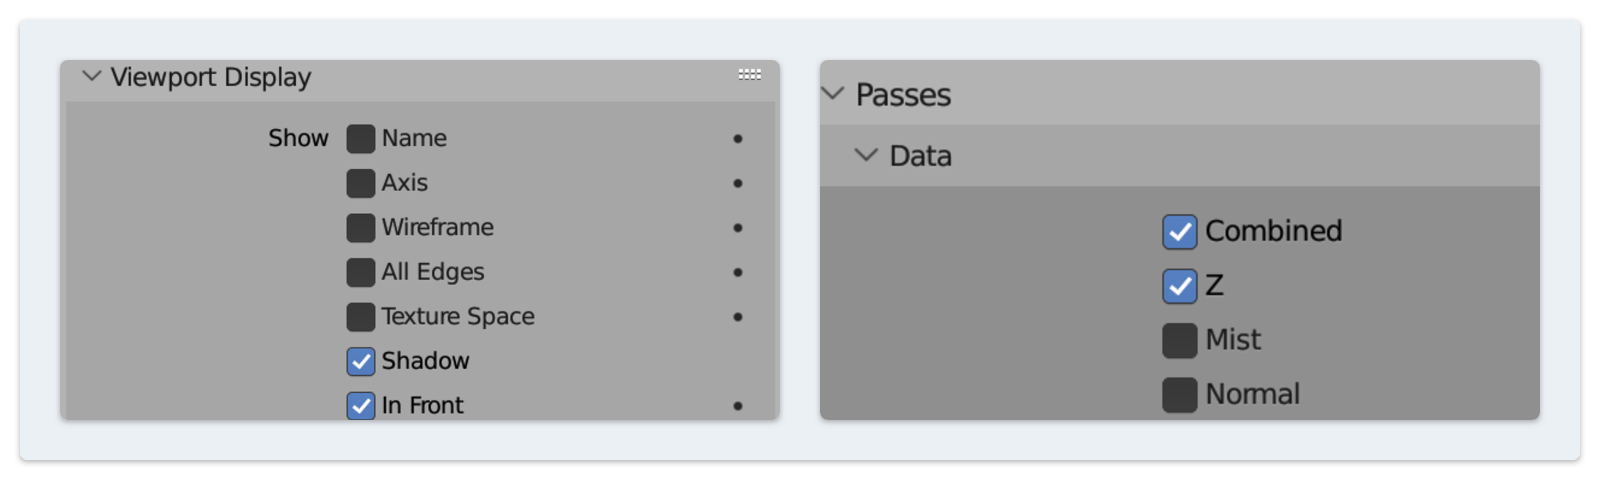 Viewport Display
Show Name
Axis
Wireframe
All Edges
Texture Space
Shadow
In Front
Passes
Data
Combined
Z
Mist
Normal